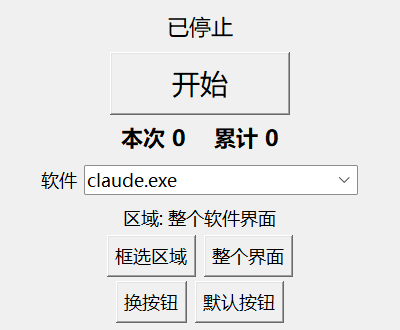 已停止
开始
本次 0 累计 0
软件 claude.exe
区域: 整个软件界面
框选区域 整个界面
换按钮 默认按钮